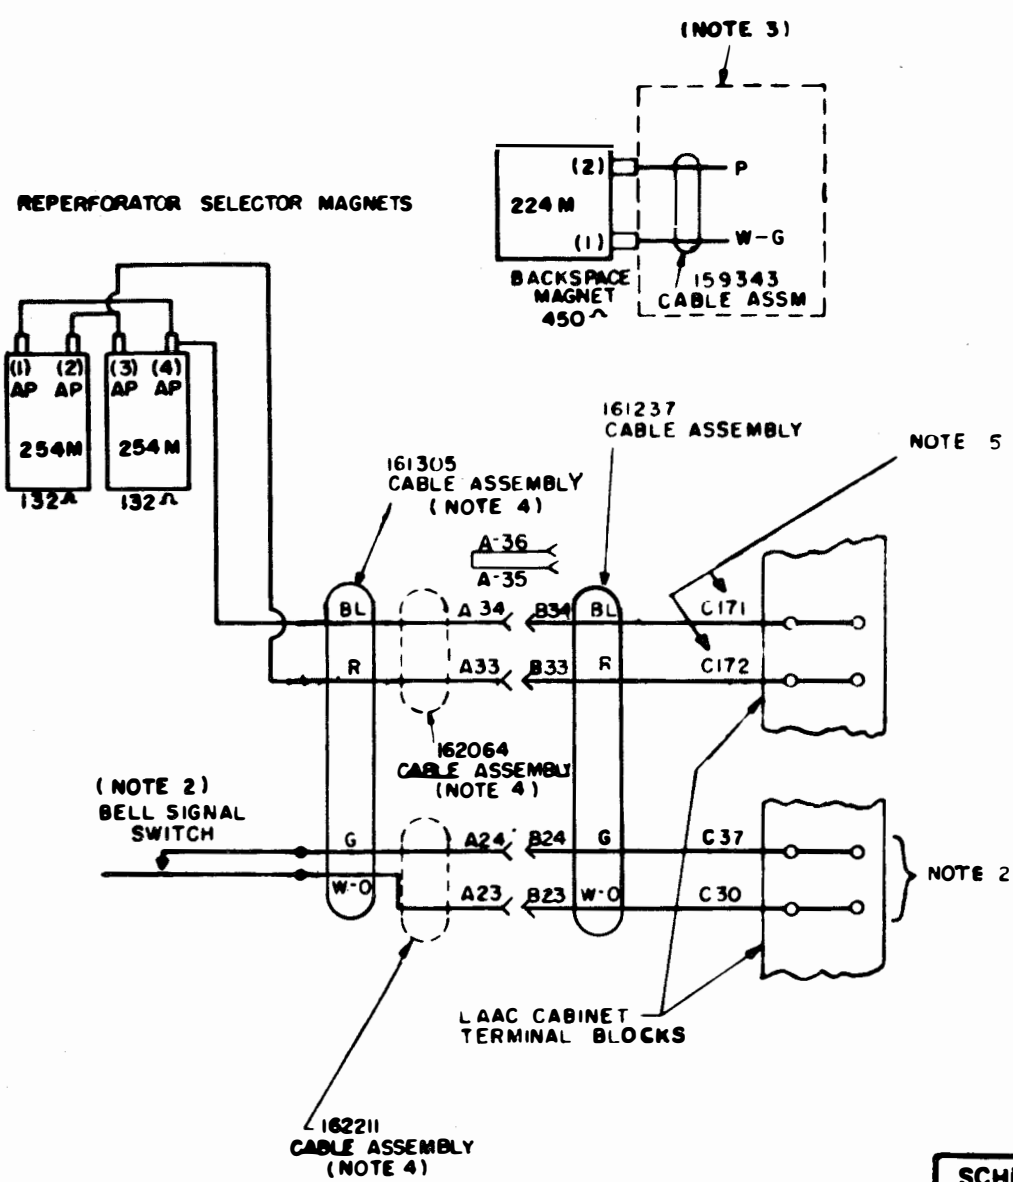 (NOTE 3)
(2)
P
224 M
(1)
W-G
BACKSPACE
MAGNET
450
159343
CABLE ASSM
REPERFORATOR SELECTOR MAGNETS
(1) (2) (3) (4)
AP AP AP AP
254M 254M
132Ω 132Ω
161237
CABLE ASSEMBLY
NOTE 5
161305
CABLE ASSEMBLY
(NOTE 4)
A-36
A-35
BL A 34 B34 BL C171
R A33 B33 R C172
162064
CABLE ASSEMBLY
(NOTE 4)
(NOTE 2)
BELL SIGNAL
SWITCH
G A24 B24 G C37
NOTE 2
W-O A23 B23 W-O C30
LAAC CABINET
TERMINAL BLOCKS
162211
CABLE ASSEMBLY
(NOTE 4)